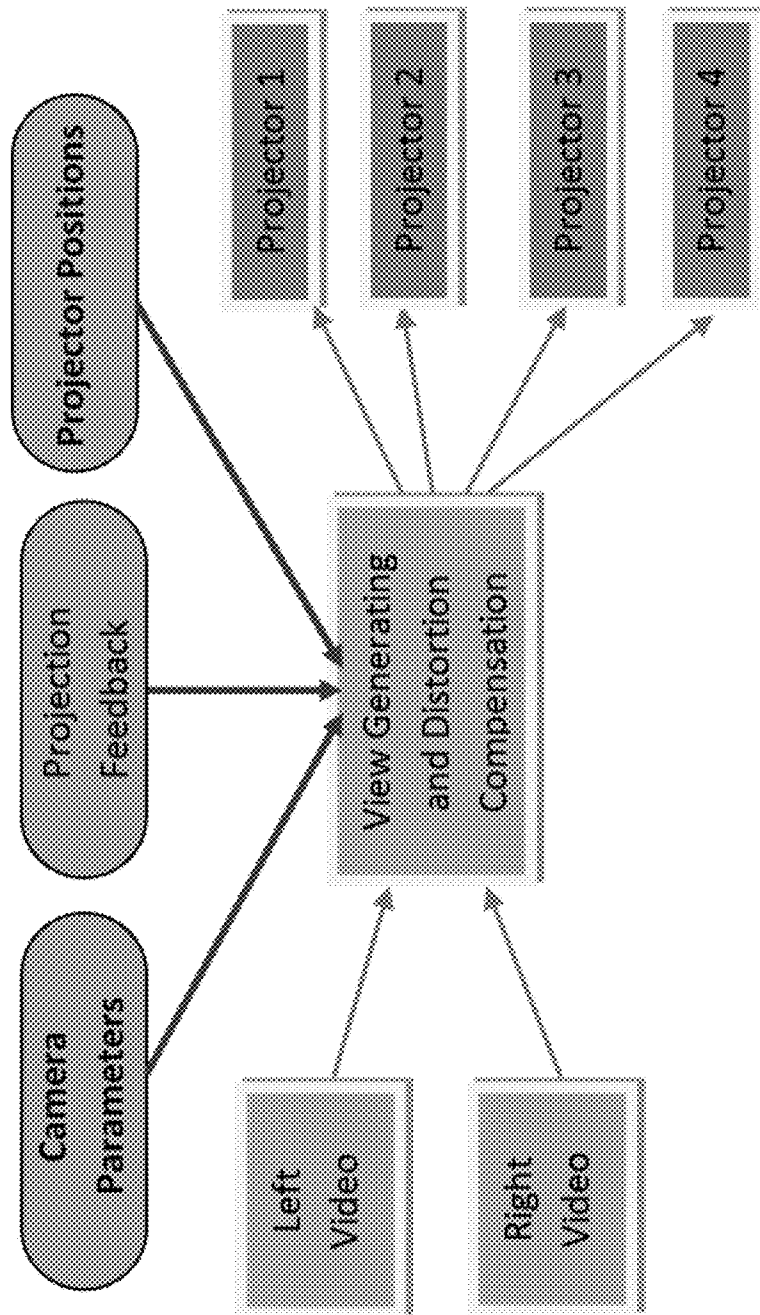 Camera
Parameters
Projection
Feedback
Projector Positions
Left
Video
Right
Video
View Generating
and Distortion
Compensation
Projector 1
Projector 2
Projector 3
Projector 4